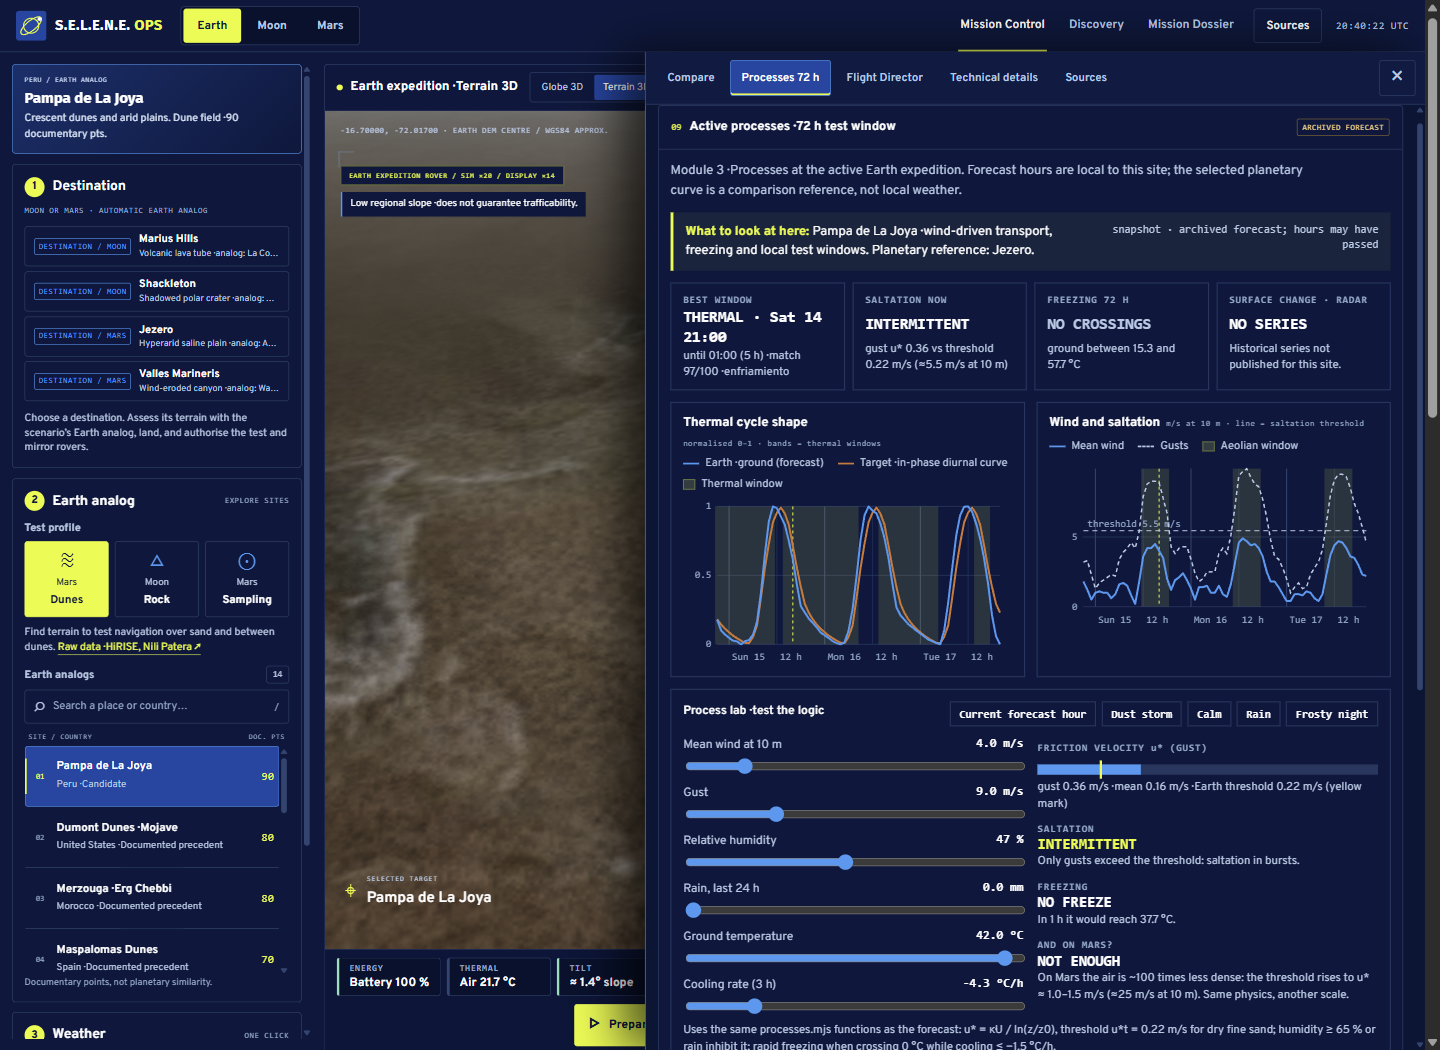 S.E.L.E.N.E. OPS
Earth Moon Mars
Mission Control Discovery Mission Dossier Sources 20:40:22 UTC
PERU / EARTH ANALOG
Pampa de La Joya
Crescent dunes and arid plains. Dune field ·90
documentary pts.
1 Destination
MOON OR MARS · AUTOMATIC EARTH ANALOG
DESTINATION / MOON
Marius Hills
Volcanic lava tube ·analog: La Co...
DESTINATION / MOON
Shackleton
Shadowed polar crater ·analog: ...
DESTINATION / MARS
Jezero
Hyperarid saline plain ·analog: A...
DESTINATION / MARS
Valles Marineris
Wind-eroded canyon ·analog: Wa...
Choose a destination. Assess its terrain with the
scenario's Earth analog, land, and authorise the test and
mirror rovers.
2 Earth analog EXPLORE SITES
Test profile
Mars
Dunes
Moon
Rock
Mars
Sampling
Find terrain to test navigation over sand and between
dunes. Raw data ·HiRISE, Nili Patera ↗
Earth analogs 14
Search a place or country... /
SITE / COUNTRY DOC. PTS
01 Pampa de La Joya 90
Peru ·Candidate
02 Dumont Dunes ·Mojave 80
United States ·Documented precedent
03 Merzouga ·Erg Chebbi 80
Morocco ·Documented precedent
04 Maspalomas Dunes 70
Spain ·Documented precedent
Documentary points, not planetary similarity.
3 Weather ONE CLICK
Earth expedition ·Terrain 3D Globe 3D Terrain 3
-16.70000, -72.01700 · EARTH DEM CENTRE / WGS84 APPROX.
EARTH EXPEDITION ROVER / SIM ×20 / DISPLAY ×14
Low regional slope ·does not guarantee trafficability.
SELECTED TARGET
Pampa de La Joya
ENERGY
Battery 100 %
THERMAL
Air 21.7 °C
TILT
≈ 1.4° slope
Prepar
Compare Processes 72 h Flight Director Technical details Sources ×
09 Active processes ·72 h test window ARCHIVED FORECAST
Module 3 ·Processes at the active Earth expedition. Forecast hours are local to this site; the selected planetary
curve is a comparison reference, not local weather.
What to look at here: Pampa de La Joya ·wind-driven transport,
freezing and local test windows. Planetary reference: Jezero.
snapshot · archived forecast; hours may have
passed
BEST WINDOW
THERMAL · Sat 14
21:00
until 01:00 (5 h) ·match
97/100 ·enfriamiento
SALTATION NOW
INTERMITTENT
gust u* 0.36 vs threshold
0.22 m/s (≈5.5 m/s at 10 m)
FREEZING 72 H
NO CROSSINGS
ground between 15.3 and
57.7 °C
SURFACE CHANGE · RADAR
NO SERIES
Historical series not
published for this site.
Thermal cycle shape
normalised 0–1 · bands = thermal windows
Earth ·ground (forecast) Target ·in-phase diurnal curve
Thermal window
1
0.5
0
Sun 15 12 h Mon 16 12 h Tue 17 12 h
Wind and saltation m/s at 10 m · line = saltation threshold
Mean wind Gusts Aeolian window
threshold 5.5 m/s
5
0
Sun 15 12 h Mon 16 12 h Tue 17 12 h
Process lab ·test the logic Current forecast hour Dust storm Calm Rain Frosty night
Mean wind at 10 m 4.0 m/s
Gust 9.0 m/s
Relative humidity 47 %
Rain, last 24 h 0.0 mm
Ground temperature 42.0 °C
Cooling rate (3 h) -4.3 °C/h
FRICTION VELOCITY u* (GUST)
gust 0.36 m/s ·mean 0.16 m/s ·Earth threshold 0.22 m/s (yellow
mark)
SALTATION
INTERMITTENT
Only gusts exceed the threshold: saltation in bursts.
FREEZING
NO FREEZE
In 1 h it would reach 37.7 °C.
AND ON MARS?
NOT ENOUGH
On Mars the air is ~100 times less dense: the threshold rises to u*
≈ 1.0–1.5 m/s (≈25 m/s at 10 m). Same physics, another scale.
Uses the same processes.mjs functions as the forecast: u* = κU / ln(z/z0), threshold u*t = 0.22 m/s for dry fine sand; humidity ≥ 65 % or
rain inhibit it; rapid freezing when crossing 0 °C while cooling ≤ −1.5 °C/h.